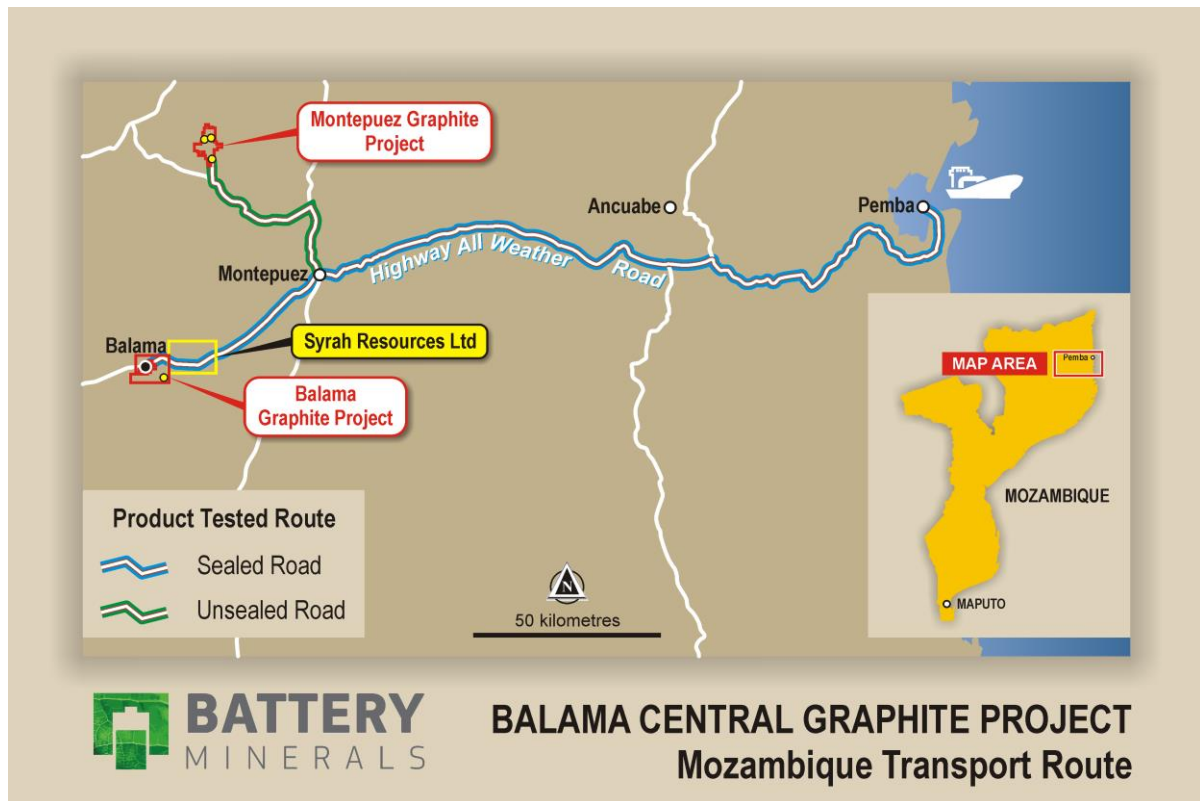 Montepuez Graphite
Project
Ancuabe
Pemba
Montepuez
Highway All Weather Road
Balama
Syrah Resources Ltd
Balama
Graphite Project
MAP AREA
Pemba
MOZAMBIQUE
MAPUTO
Product Tested Route
Sealed Road
Unsealed Road
N
50 kilometres
BATTERY
MINERALS
BALAMA CENTRAL GRAPHITE PROJECT
Mozambique Transport Route